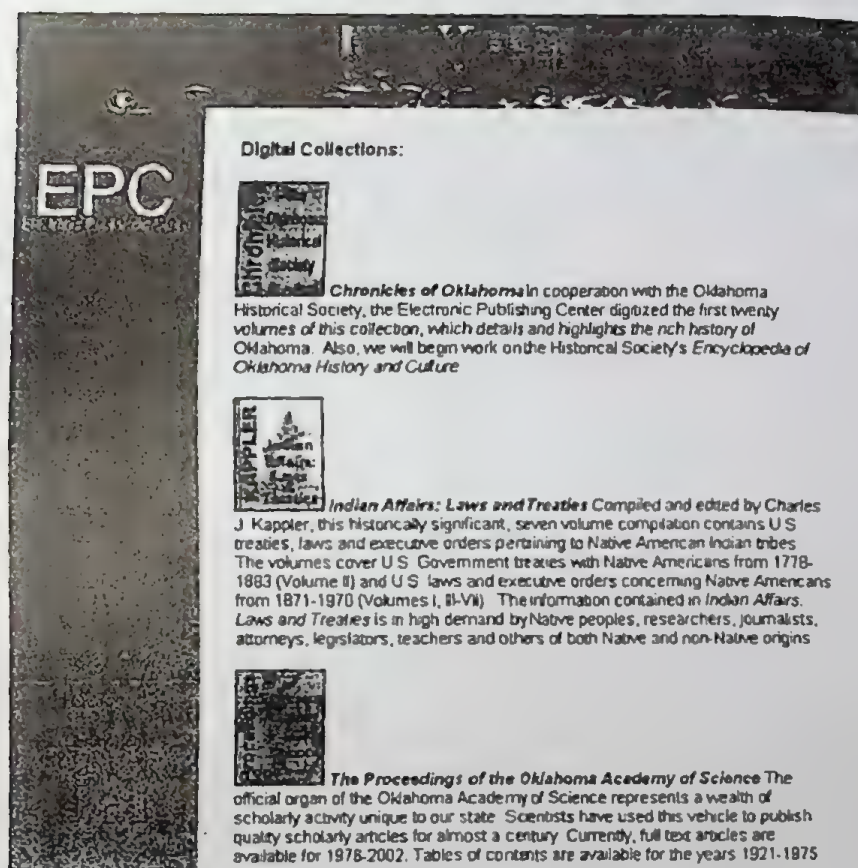 EPC
Digital Collections:
Historical
Society
Chronicles of Oklahoma In cooperation with the Oklahoma
Historical Society, the Electronic Publishing Center digitized the first twenty
volumes of this collection, which details and highlights the rich history of
Oklahoma. Also, we will begin work on the Historical Society's Encyclopedia of
Oklahoma History and Culture
KAPPLER
Indian
Affairs:
Indian Affairs: Laws and Treaties Compiled and edited by Charles
J. Kappler, this historically significant, seven volume compilation contains U S
treaties, laws and executive orders pertaining to Native American Indian tribes
The volumes cover U S Government treaties with Native Americans from 1778-
1883 (Volume II) and U S laws and executive orders concerning Native Americans
from 1871-1970 (Volumes I, III-VII) The information contained in Indian Affairs.
Laws and Treaties is in high demand by Native peoples, researchers, journalists,
attorneys, legislators, teachers and others of both Native and non-Native origins
The Proceedings of the Oklahoma Academy of Science The
official organ of the Oklahoma Academy of Science represents a wealth of
scholarly activity unique to our state Scientists have used this vehicle to publish
quality scholarly articles for almost a century Currently, full text articles are
available for 1978-2002. Tables of contents are available for the years 1921-1975